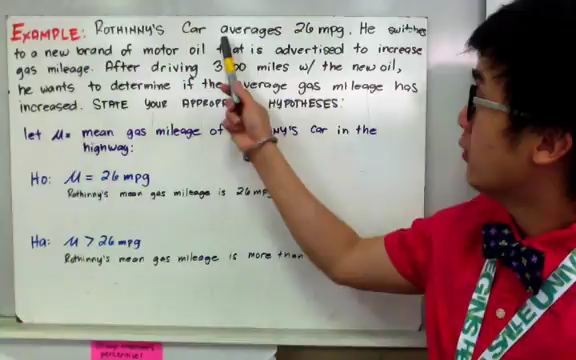 EXAMPLE: ROTHINNY'S Car averages 26 mpg. He switches
to a new brand of motor oil that is advertised to increase
gas mileage. After driving 3000 miles w/ the new oil,
he wants to determine if the average gas mileage has
increased. STATE YOUR HYPOTHESES:
let μ = mean gas mileage of car in the
highway:
Ho: μ = 26 mpg
Rothinny's mean gas mileage is 26 mpg
Ha: μ > 26 mpg
Rothinny's mean gas mileage is more than